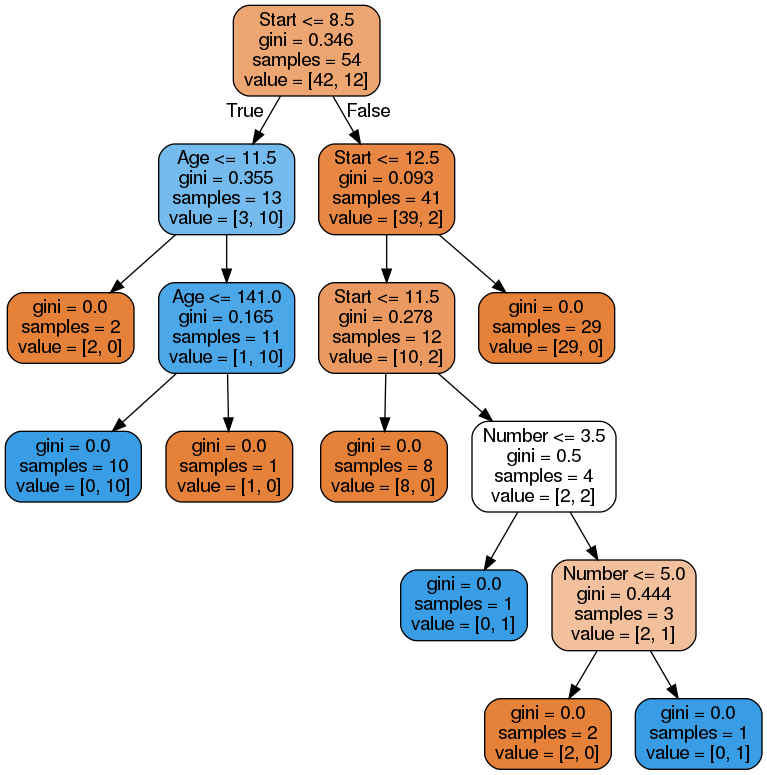 Start <= 8.5
gini = 0.346
samples = 54
value = [42, 12]
True
False
Age <= 11.5
gini = 0.355
samples = 13
value = [3, 10]
Start <= 12.5
gini = 0.093
samples = 41
value = [39, 2]
gini = 0.0
samples = 2
value = [2, 0]
Age <= 141.0
gini = 0.165
samples = 11
value = [1, 10]
Start <= 11.5
gini = 0.278
samples = 12
value = [10, 2]
gini = 0.0
samples = 29
value = [29, 0]
gini = 0.0
samples = 10
value = [0, 10]
gini = 0.0
samples = 1
value = [1, 0]
gini = 0.0
samples = 8
value = [8, 0]
Number <= 3.5
gini = 0.5
samples = 4
value = [2, 2]
gini = 0.0
samples = 1
value = [0, 1]
Number <= 5.0
gini = 0.444
samples = 3
value = [2, 1]
gini = 0.0
samples = 2
value = [2, 0]
gini = 0.0
samples = 1
value = [0, 1]